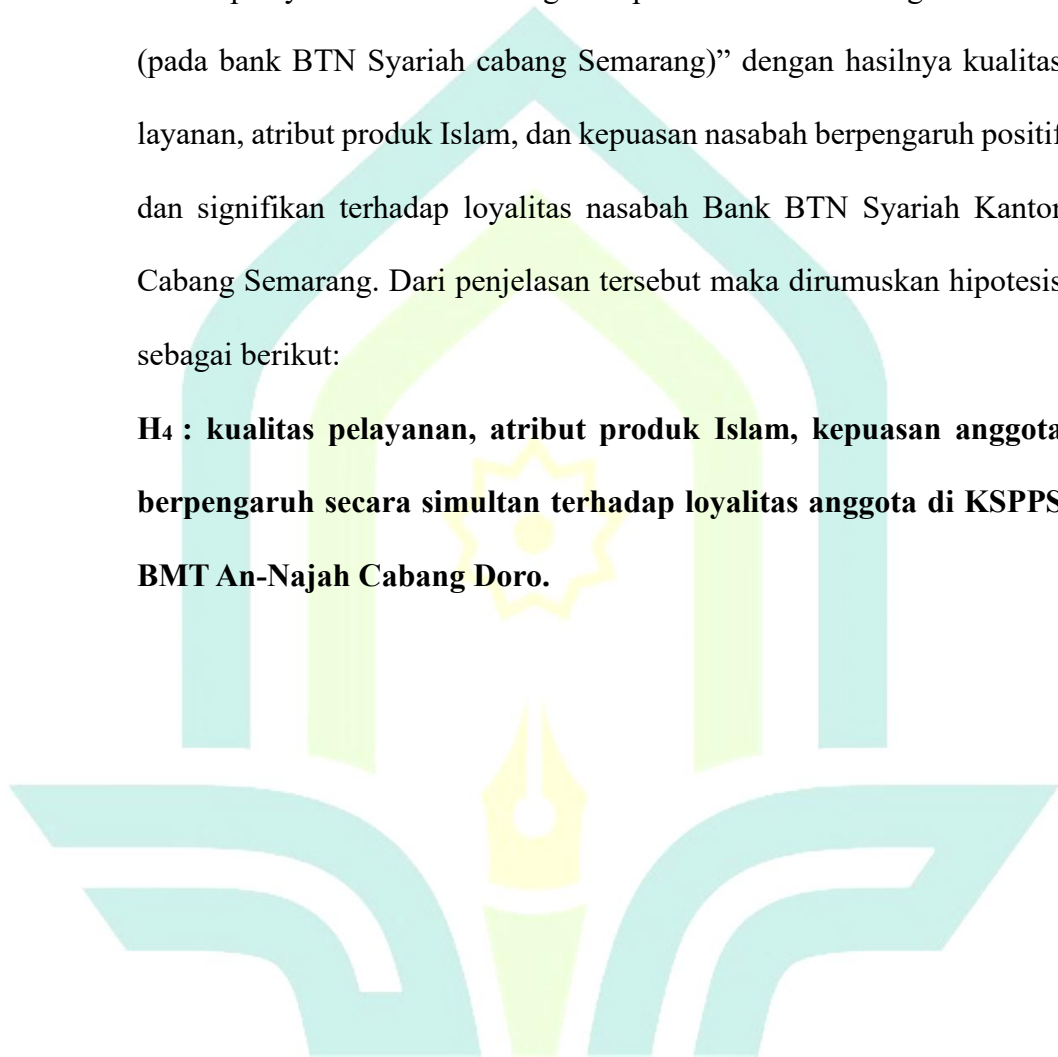 (pada bank BTN Syariah cabang Semarang)” dengan hasilnya kualitas
layanan, atribut produk Islam, dan kepuasan nasabah berpengaruh positif
dan signifikan terhadap loyalitas nasabah Bank BTN Syariah Kantor
Cabang Semarang. Dari penjelasan tersebut maka dirumuskan hipotesis
sebagai berikut:
H4 : kualitas pelayanan, atribut produk Islam, kepuasan anggota
berpengaruh secara simultan terhadap loyalitas anggota di KSPPS
BMT An-Najah Cabang Doro.